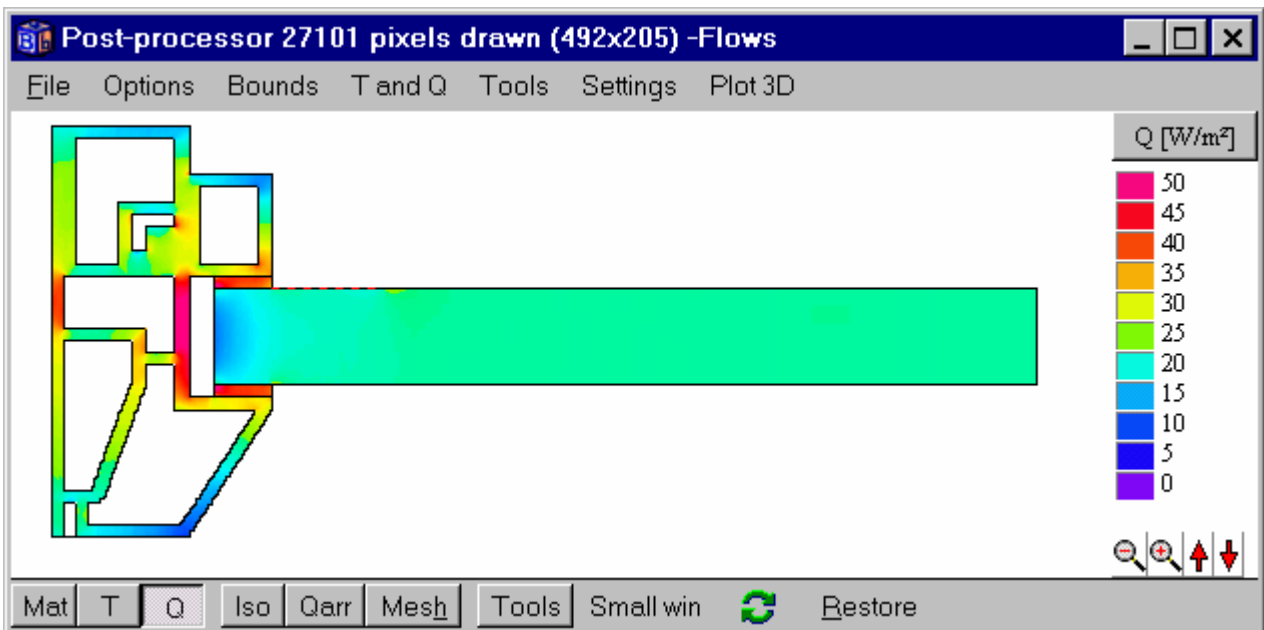 Post-processor 27101 pixels drawn (492x205) -Flows
File Options Bounds T and Q Tools Settings Plot 3D
Q [W/m²]
50
45
40
35
30
25
20
15
10
5
0
Mat T Q Iso Qarr Mesh Tools Small win Restore